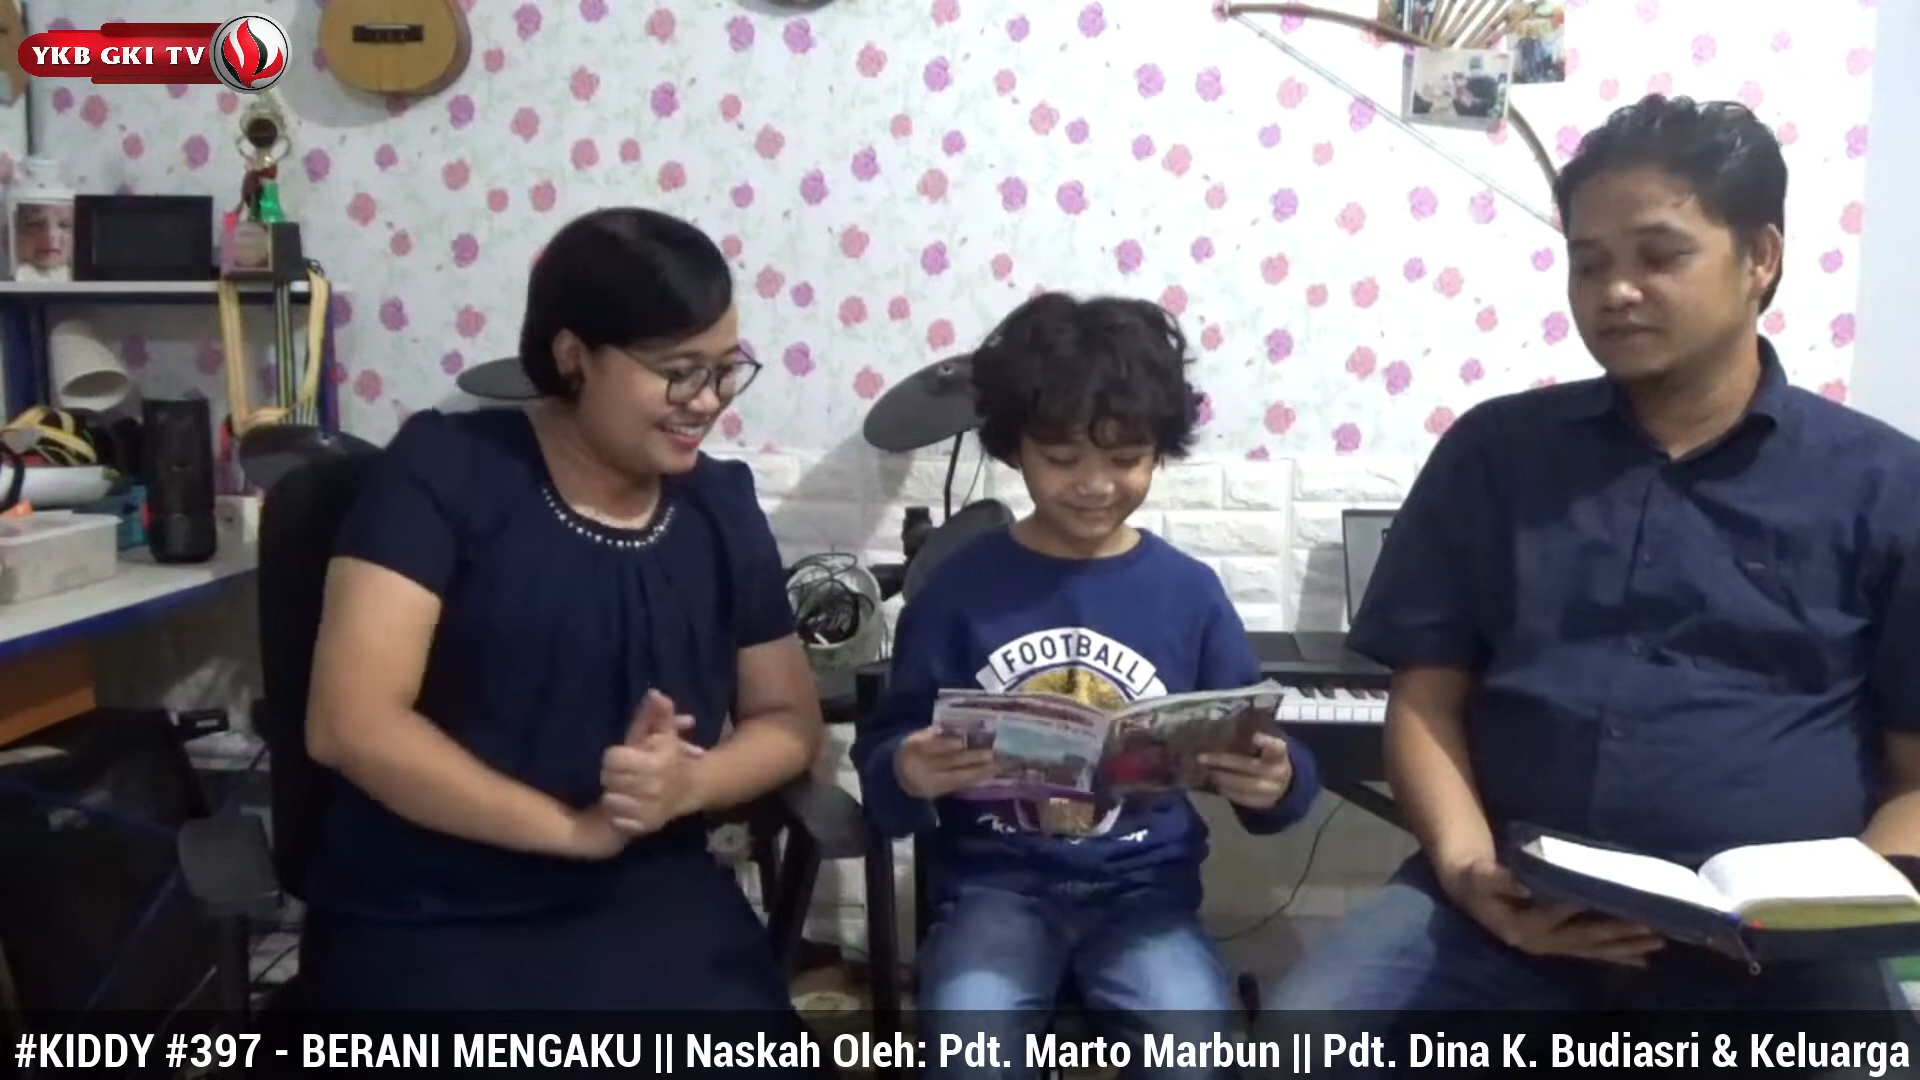 YKB GKI TV
FOOTBALL
#KIDDY #397 - BERANI MENGAKU || Naskah Oleh: Pdt. Marto Marbun || Pdt. Dina K. Budiasri & Keluarga